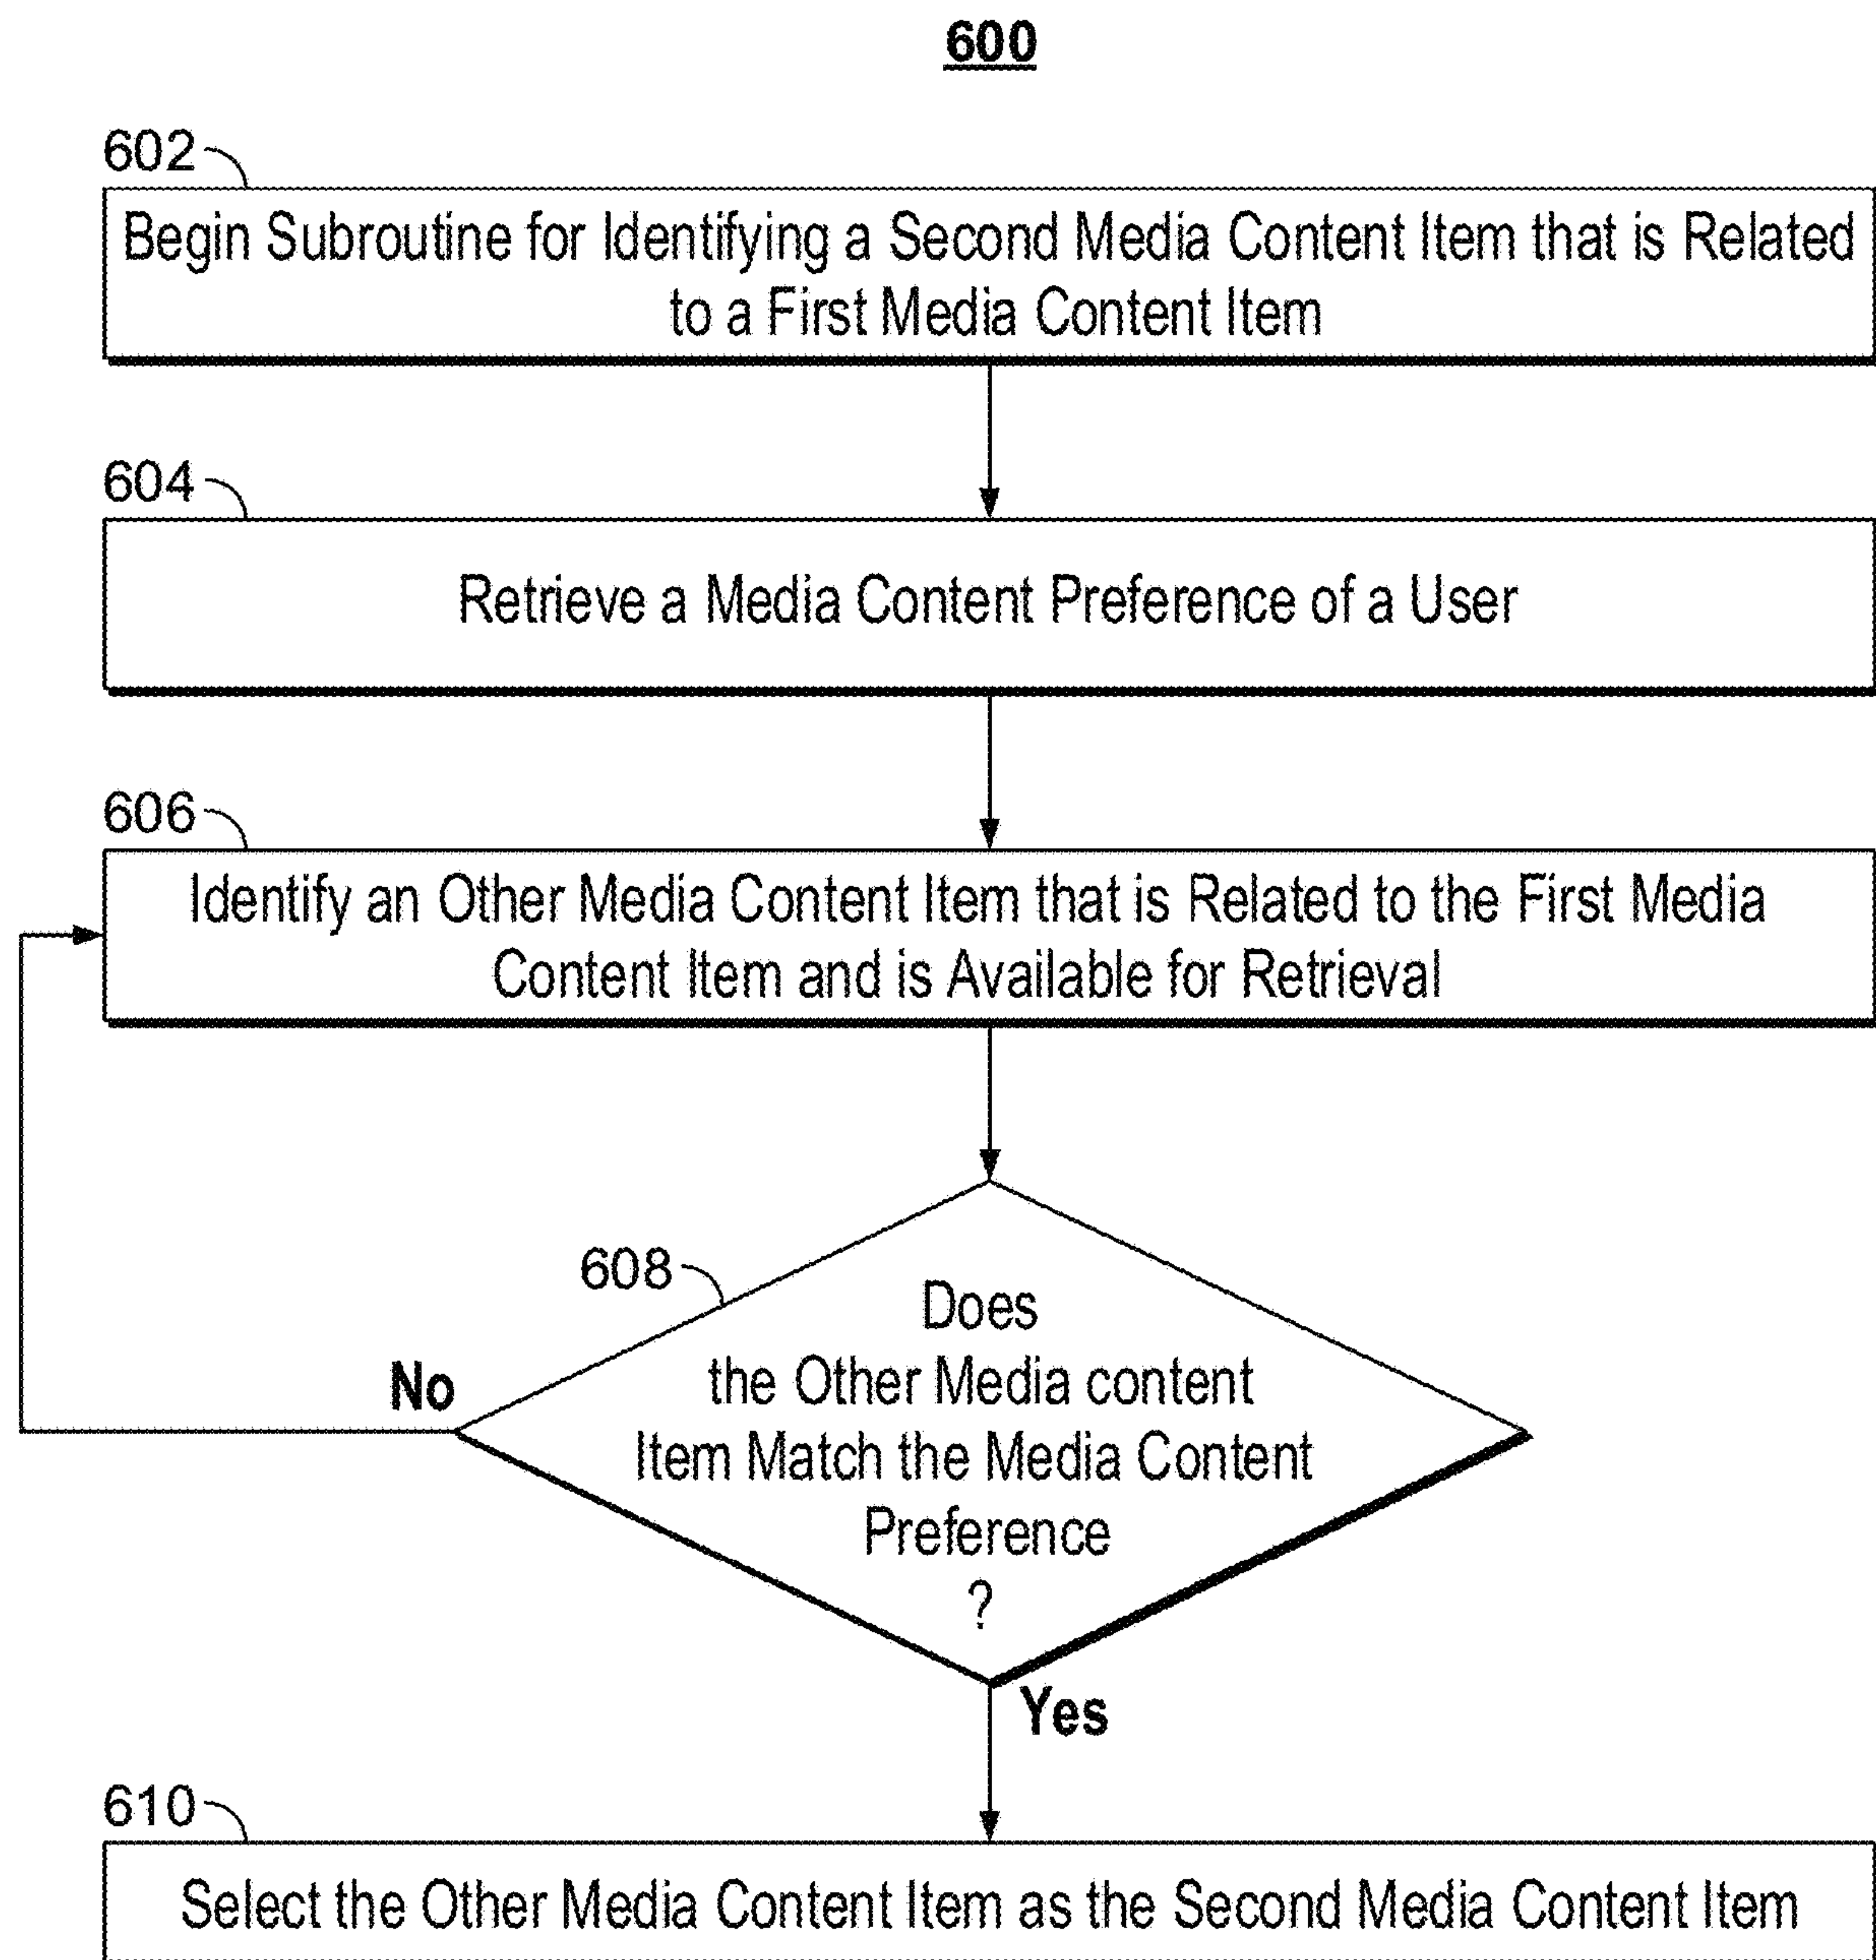 600
602
Begin Subroutine for Identifying a Second Media Content Item that is Related
to a First Media Content Item
604
Retrieve a Media Content Preference of a User
606
Identify an Other Media Content Item that is Related to the First Media
Content Item and is Available for Retrieval
608
Does
the Other Media content
Item Match the Media Content
Preference
?
No
Yes
610
Select the Other Media Content Item as the Second Media Content Item